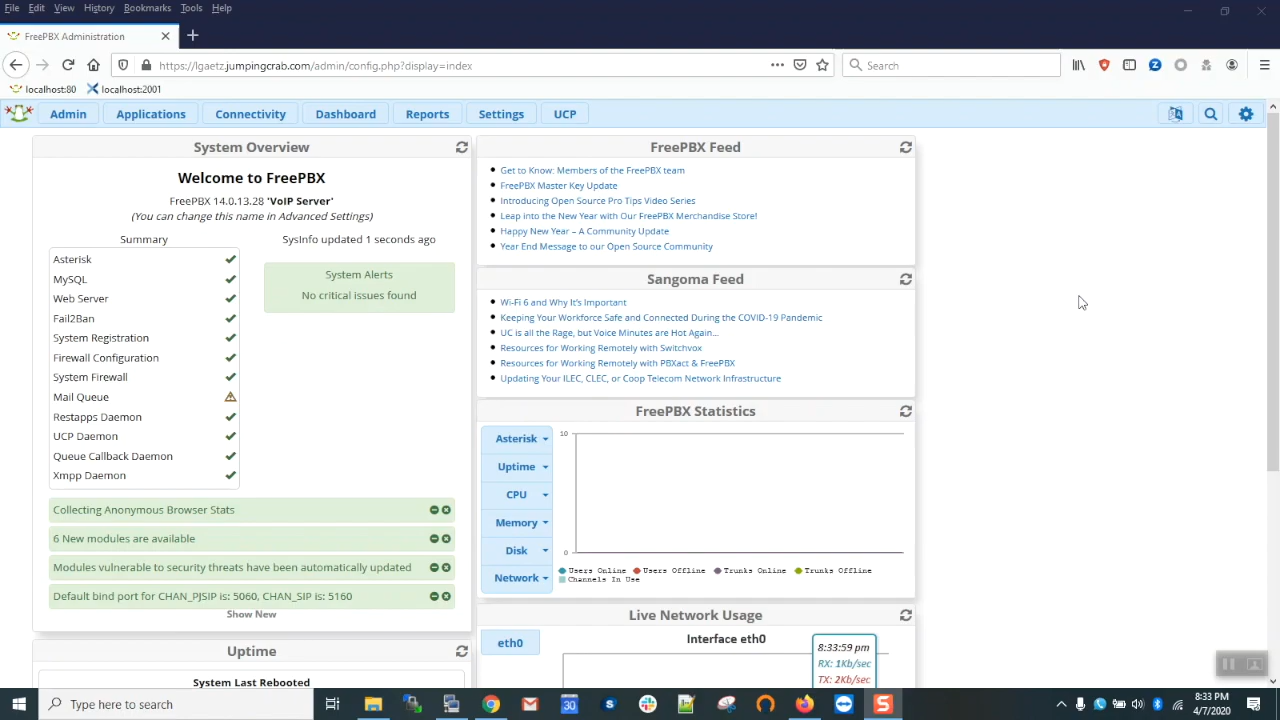 File Edit View History Bookmarks Tools Help
FreePBX Administration
https://lgaetz.jumpingcrab.com/admin/config.php?display=index
Search
localhost:80
localhost:2001
Admin
Applications
Connectivity
Dashboard
Reports
Settings
UCP
System Overview
Welcome to FreePBX
FreePBX 14.0.13.28 'VoIP Server'
(You can change this name in Advanced Settings)
Summary
SysInfo updated 1 seconds ago
Asterisk
MySQL
Web Server
Fail2Ban
System Registration
Firewall Configuration
System Firewall
Mail Queue
Restapps Daemon
UCP Daemon
Queue Callback Daemon
Xmpp Daemon
System Alerts
No critical issues found
Collecting Anonymous Browser Stats
6 New modules are available
Modules vulnerable to security threats have been automatically updated
Default bind port for CHAN_PJSIP is: 5060, CHAN_SIP is: 5160
Show New
Uptime
System Last Rebooted
FreePBX Feed
Get to Know: Members of the FreePBX team
FreePBX Master Key Update
Introducing Open Source Pro Tips Video Series
Leap into the New Year with Our FreePBX Merchandise Store!
Happy New Year – A Community Update
Year End Message to our Open Source Community
Sangoma Feed
Wi-Fi 6 and Why It's Important
Keeping Your Workforce Safe and Connected During the COVID-19 Pandemic
UC is all the Rage, but Voice Minutes are Hot Again...
Resources for Working Remotely with Switchvox
Resources for Working Remotely with PBXact & FreePBX
Updating Your ILEC, CLEC, or Coop Telecom Network Infrastructure
FreePBX Statistics
Asterisk
Uptime
CPU
Memory
Disk
Network
10
0
Users Online Users Offline Trunks Online Trunks Offline
Channels In Use
Live Network Usage
eth0
Interface eth0
8:33:59 pm
RX: 1Kb/sec
TX: 2Kb/sec
Type here to search
31
8:33 PM
4/7/2020